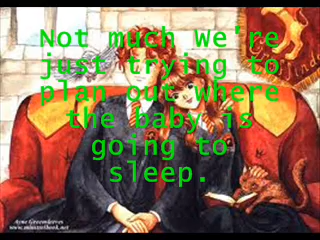 Not much we're
just trying to
plan out where
the baby is
going to
sleep.